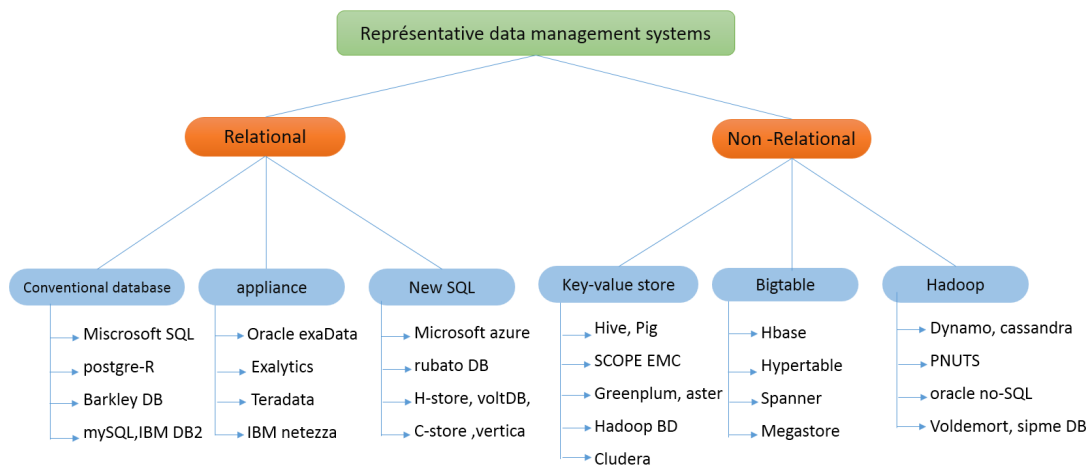 Représentative data management systems
Relational
Non -Relational
Conventional database
appliance
New SQL
Key-value store
Bigtable
Hadoop
Miscrosoft SQL
postgre-R
Barkley DB
mySQL,IBM DB2
Oracle exaData
Exalytics
Teradata
IBM netezza
Microsoft azure
rubato DB
H-store, voltDB,
C-store ,vertica
Hive, Pig
SCOPE EMC
Greenplum, aster
Hadoop BD
Cludera
Hbase
Hypertable
Spanner
Megastore
Dynamo, cassandra
PNUTS
oracle no-SQL
Voldemort, sipme DB